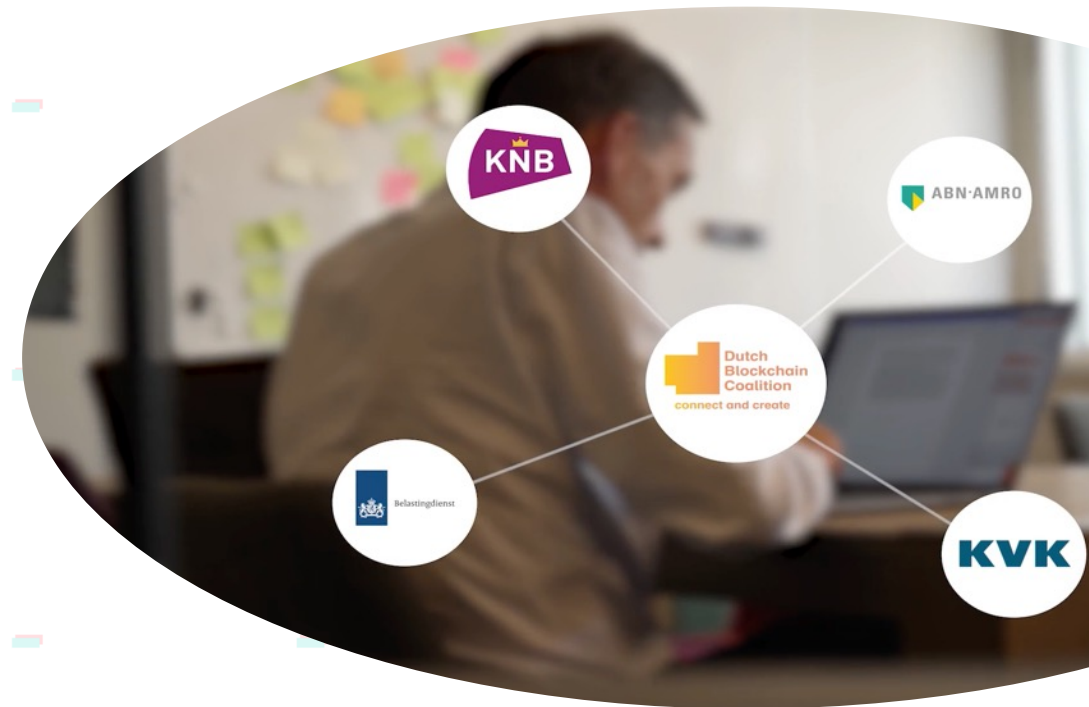 KNB
ABN·AMRO
Dutch
Blockchain
Coalition
connect and create
Belastingdienst
KVK